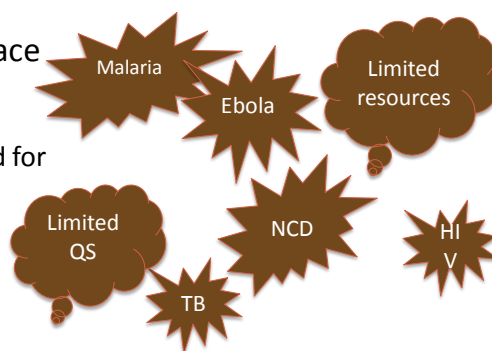 ace
Malaria
Ebola
Limited
resources
d for
Limited
QS
NCD
HI
V
TB